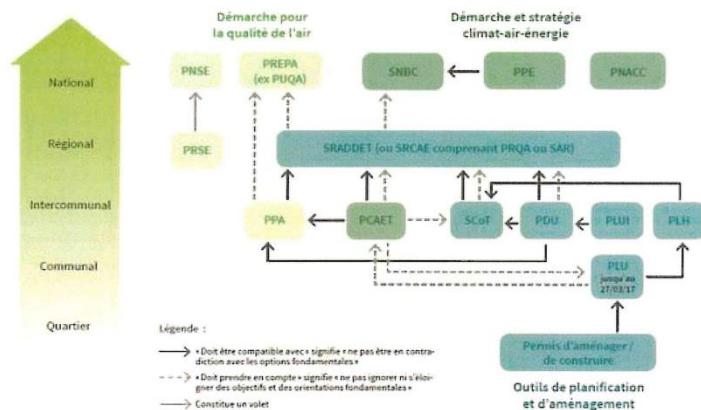 Démarche pour
la qualité de l'air
Démarche et stratégie
climat-air-énergie
National
PNSE
PREPA
(ex PUQA)
SNBC
PPE
PNACC
Régional
PRSE
SRADDET (ou SRCAE comprenant PRQA ou SAR)
Intercommunal
PPA
PCAET
SCoT
PDU
PLUI
PLH
Communal
PLU
jusqu'au
27/03/17
Quartier
Permis d'aménager /
de construire
Outils de planification
et d'aménagement
Légende :
« Doit être compatible avec » signifie « ne pas être en contra-
diction avec les options fondamentales »
« Doit prendre en compte » signifie « ne pas ignorer ni s'éloi-
gner des objectifs et des orientations fondamentales »
Constitue un volet